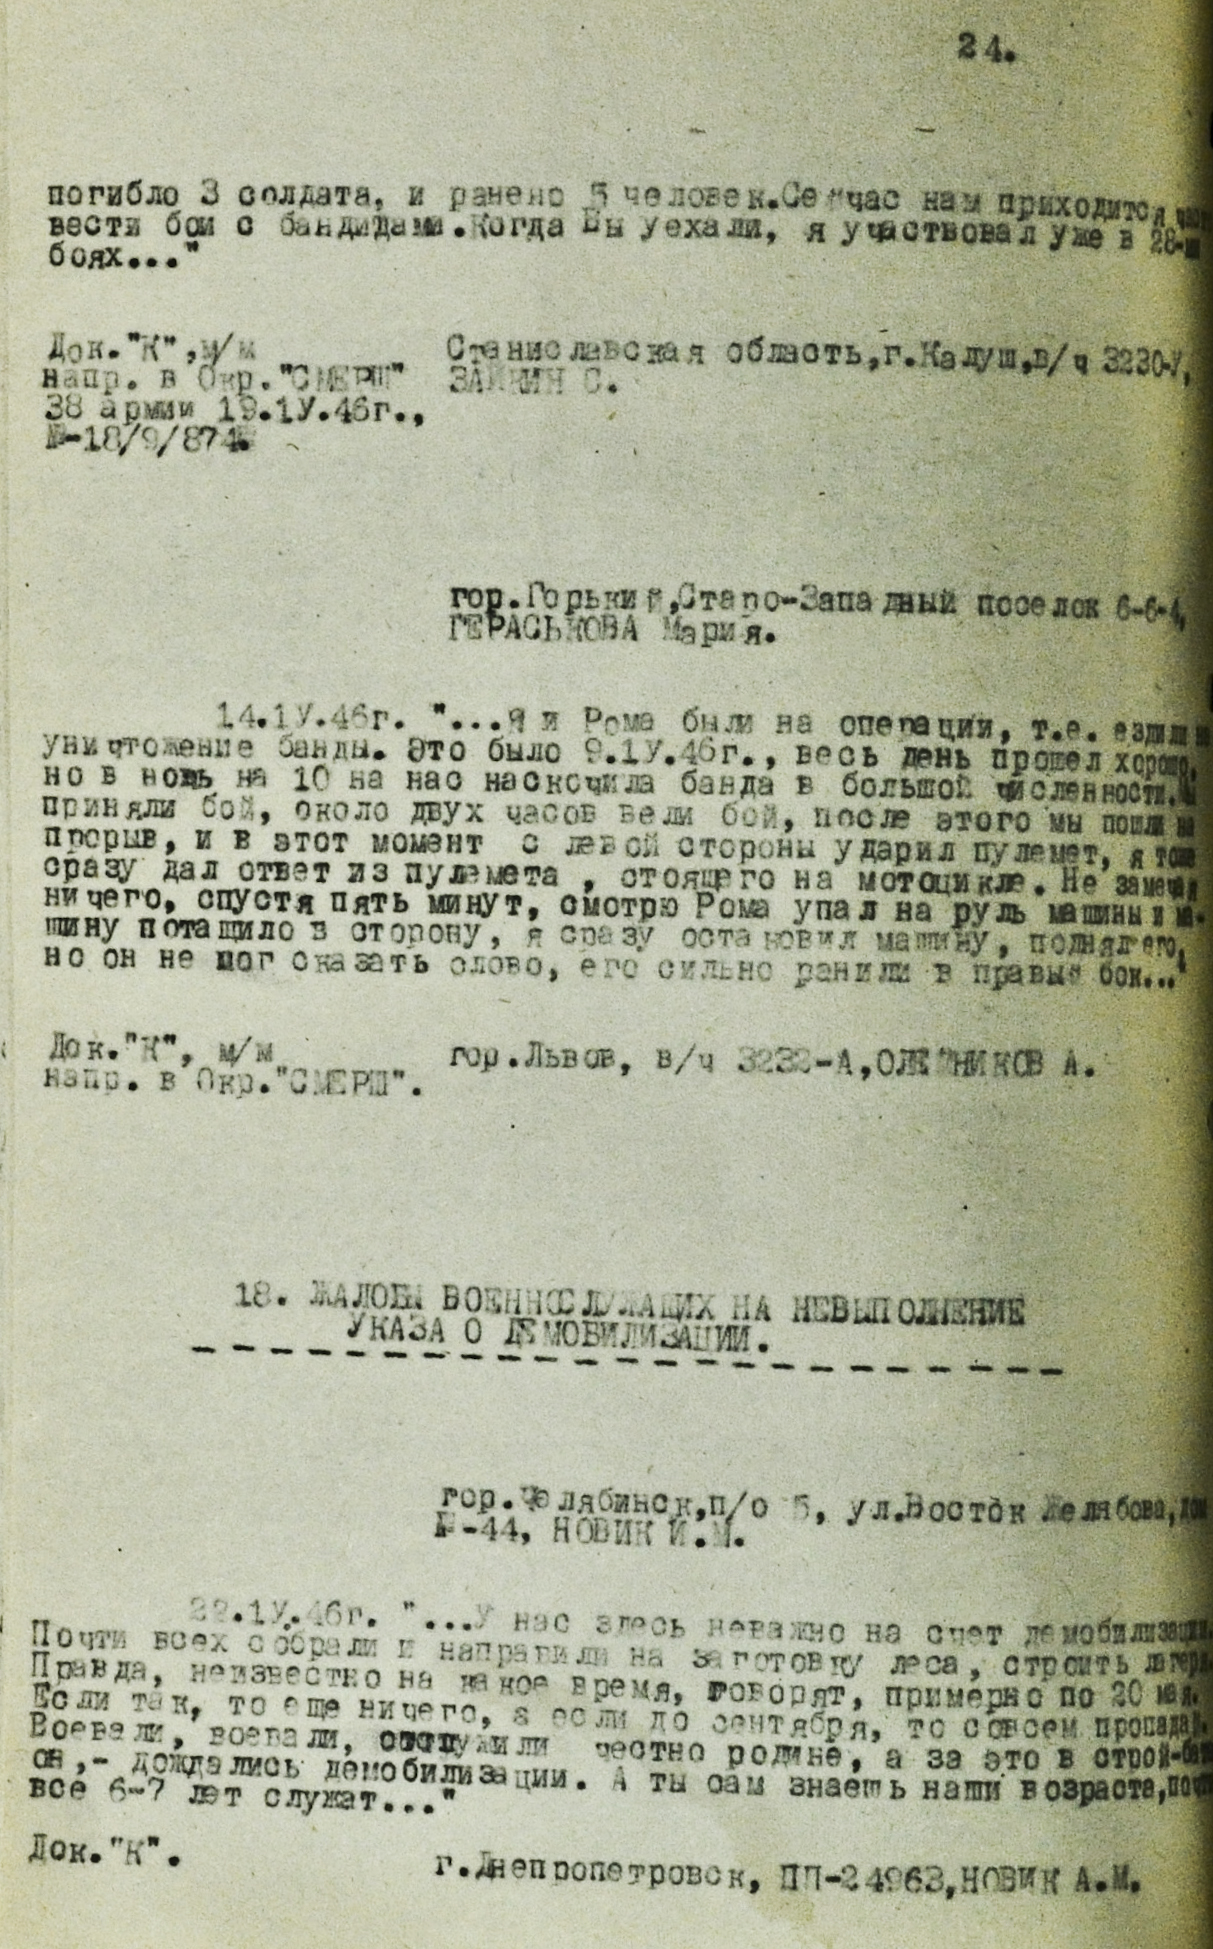 24.
погибло 3 солдата, и ранено 5 человек.Сейчас нам приходится
вести бои с бандидами.Когда Вы уехали, я участвовал уже в 28-ми
боях..."
Док."К",м/м
напр. в Окр."СМЕРШ"
38 армии 19.1У.46г.,
№-18/9/874.
Станиславская область,г.Калуш,в/ч 3230-У,
ЗАИКИН С.
гор.Горький,Старо-Западный поселок 6-6-4,
ГЕРАСЬКОВА Мария.
14.1У.46г. "...Я и Рома были на операции, т.е. ездили на
уничтожение банды. Это было 9.1У.46г., весь день прошел хорошо,
но в ночь на 10 на нас наскочила банда в большой численности.
приняли бой, около двух часов вели бой, после этого мы пошли на
прорыв, и в этот момент с левой стороны ударил пулемет, я тоже
сразу дал ответ из пулемета , стоящего на мотоцикле. Не замечая
ничего, спустя пять минут, смотрю Рома упал на руль машины и ма-
шину потащило в сторону, я сразу остановил машину, поднял его,
но он не мог сказать слово, его сильно ранили в правый бок..."
Док."К", м/м
напр. в Окр."СМЕРШ".
гор.Львов, в/ч 3232-А,ОЛЕЙНИКОВ А.
18. ЖАЛОБЫ ВОЕННОСЛУЖАЩИХ НА НЕВЫПОЛНЕНИЕ
УКАЗА О ДЕМОБИЛИЗАЦИИ.
гор.Челябинск,п/о 5, ул.Восток Желябова,дом
№-44, НОВИК И.М.
22.1У.46г. "...У нас здесь неважно на счет демобилизации.
Почти всех собрали и направили на заготовку леса, строить лагеря.
Правда, неизвестно на какое время, говорят, примерно по 20 мая.
Если так, то еще ничего, а если до сентября, то совсем пропадай.
Воевали, воевали, отслужили честно родине, а за это в строй-бат
он,- дождались демобилизации. А ты сам знаешь наши возраста,почти
все 6-7 лет служат..."
Док."К".
г.Днепропетровск, ПП-24963,НОВИК А.М.